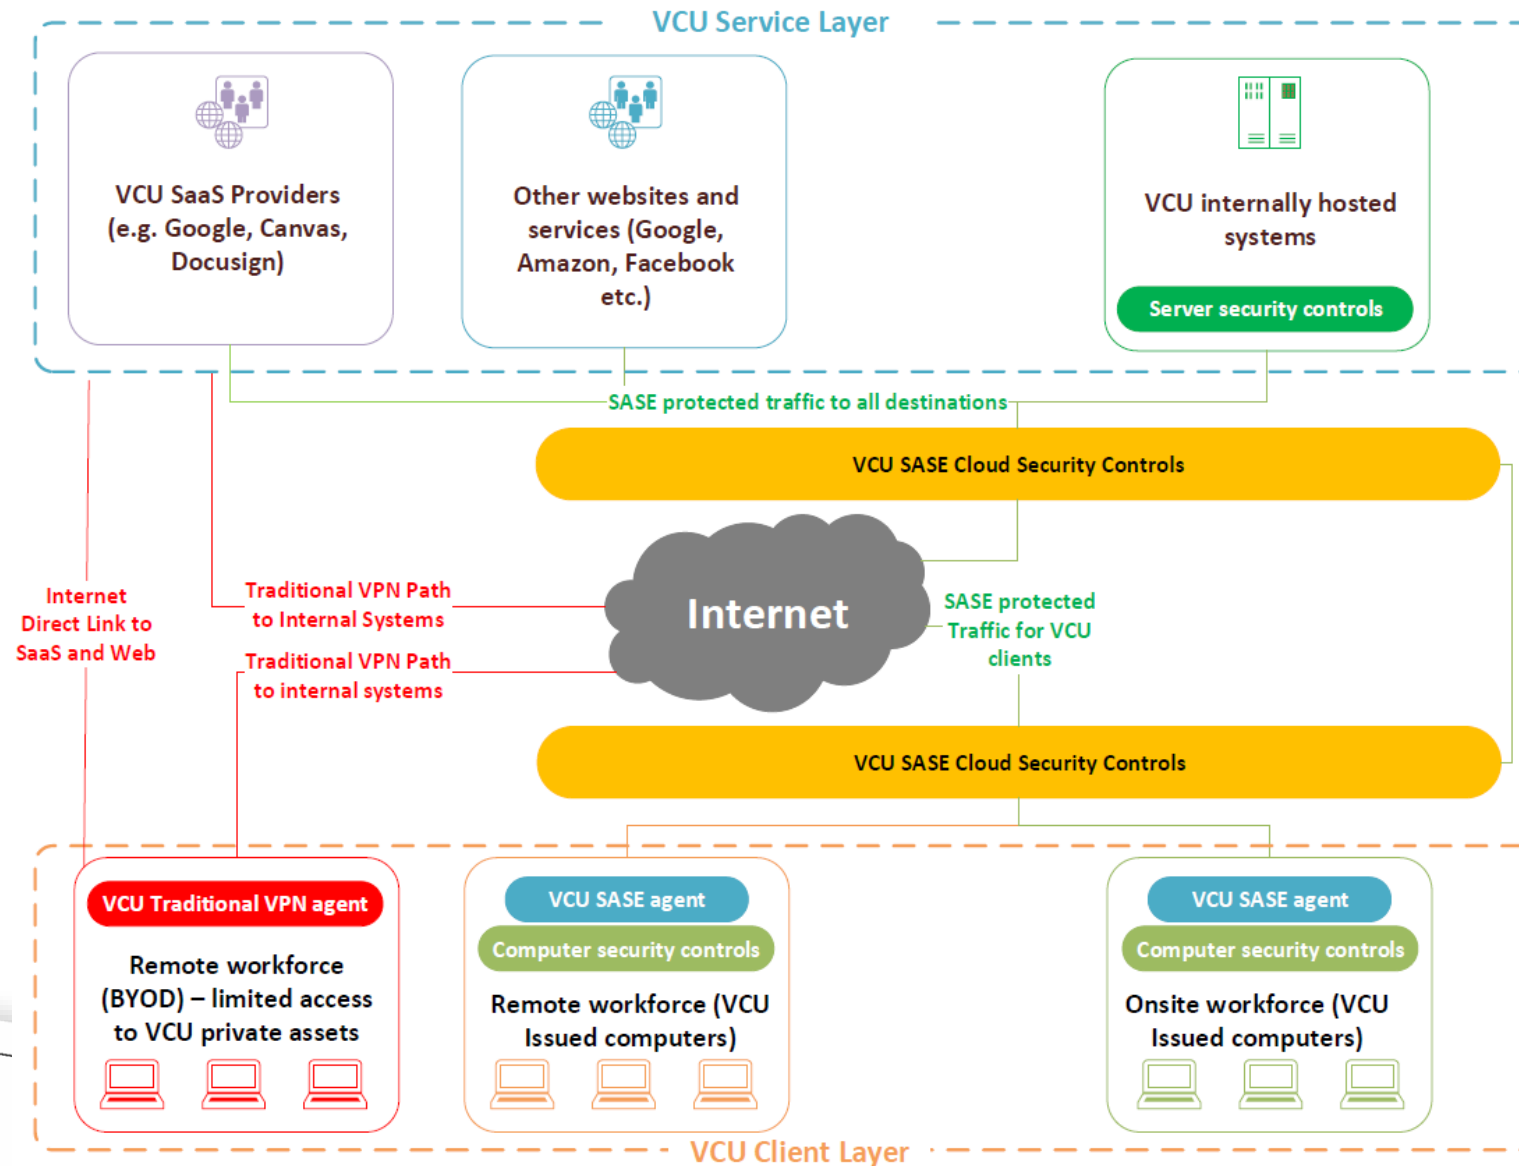 VCU Service Layer
VCU SaaS Providers
(e.g. Google, Canvas,
Docusign)
Other websites and
services (Google,
Amazon, Facebook
etc.)
VCU internally hosted
systems
Server security controls
SASE protected traffic to all destinations
VCU SASE Cloud Security Controls
Internet
Direct Link to
SaaS and Web
Traditional VPN Path
to Internal Systems
Traditional VPN Path
to internal systems
Internet
SASE protected
Traffic for VCU
clients
VCU SASE Cloud Security Controls
VCU Traditional VPN agent
Remote workforce
(BYOD) – limited access
to VCU private assets
VCU SASE agent
Computer security controls
Remote workforce (VCU
Issued computers)
VCU SASE agent
Computer security controls
Onsite workforce (VCU
Issued computers)
VCU Client Layer